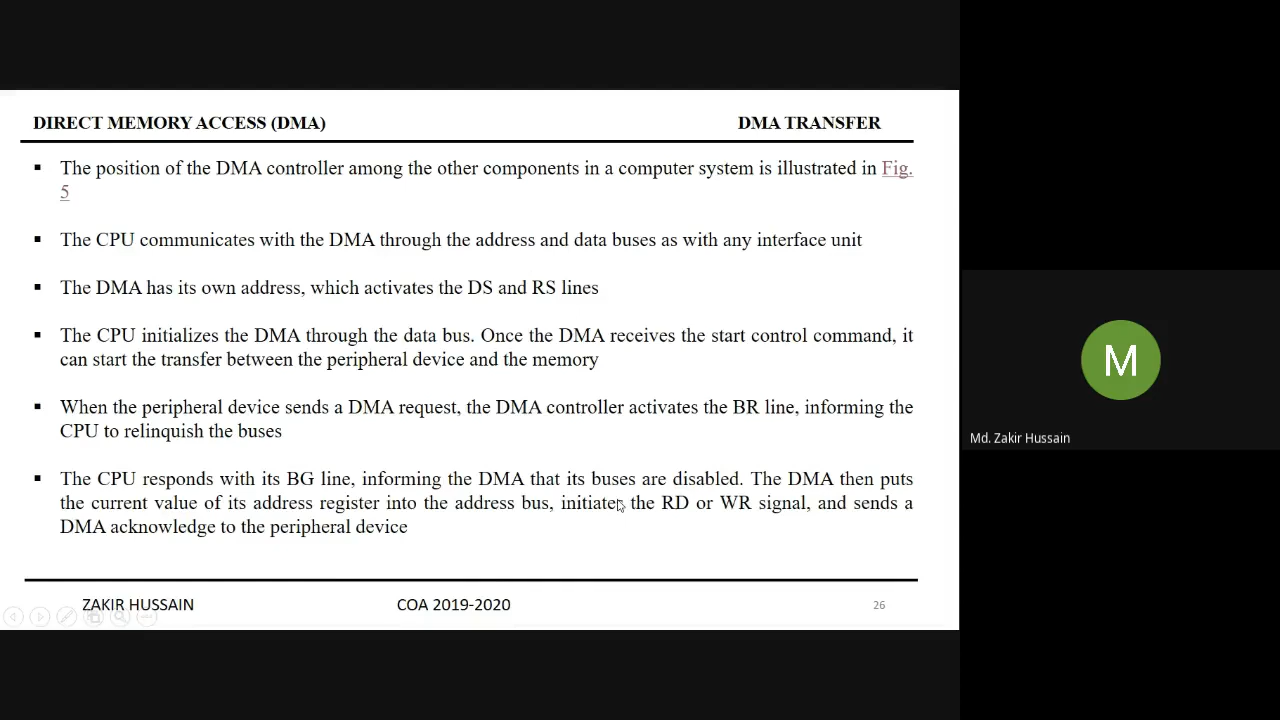 DIRECT MEMORY ACCESS (DMA) DMA TRANSFER
▪ The position of the DMA controller among the other components in a computer system is illustrated in Fig.
5
▪ The CPU communicates with the DMA through the address and data buses as with any interface unit
▪ The DMA has its own address, which activates the DS and RS lines
▪ The CPU initializes the DMA through the data bus. Once the DMA receives the start control command, it
can start the transfer between the peripheral device and the memory
▪ When the peripheral device sends a DMA request, the DMA controller activates the BR line, informing the
CPU to relinquish the buses
▪ The CPU responds with its BG line, informing the DMA that its buses are disabled. The DMA then puts
the current value of its address register into the address bus, initiates the RD or WR signal, and sends a
DMA acknowledge to the peripheral device
ZAKIR HUSSAIN COA 2019-2020 26
M
Md. Zakir Hussain